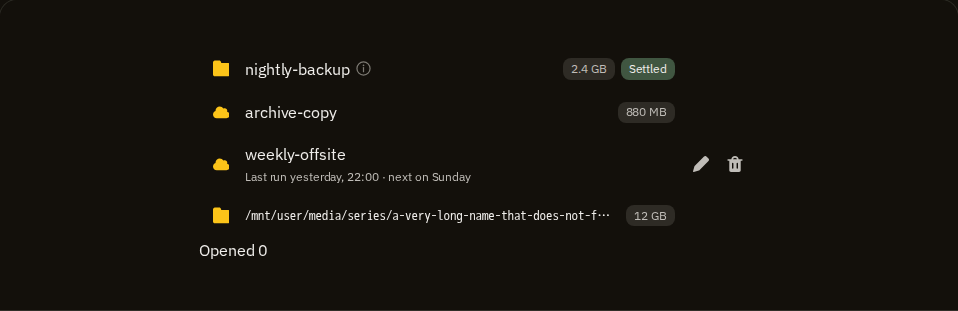 nightly-backup 2.4 GB Settled
archive-copy 880 MB
weekly-offsite
Last run yesterday, 22:00 · next on Sunday
/mnt/user/media/series/a-very-long-name-that-does-not-f… 12 GB
Opened 0